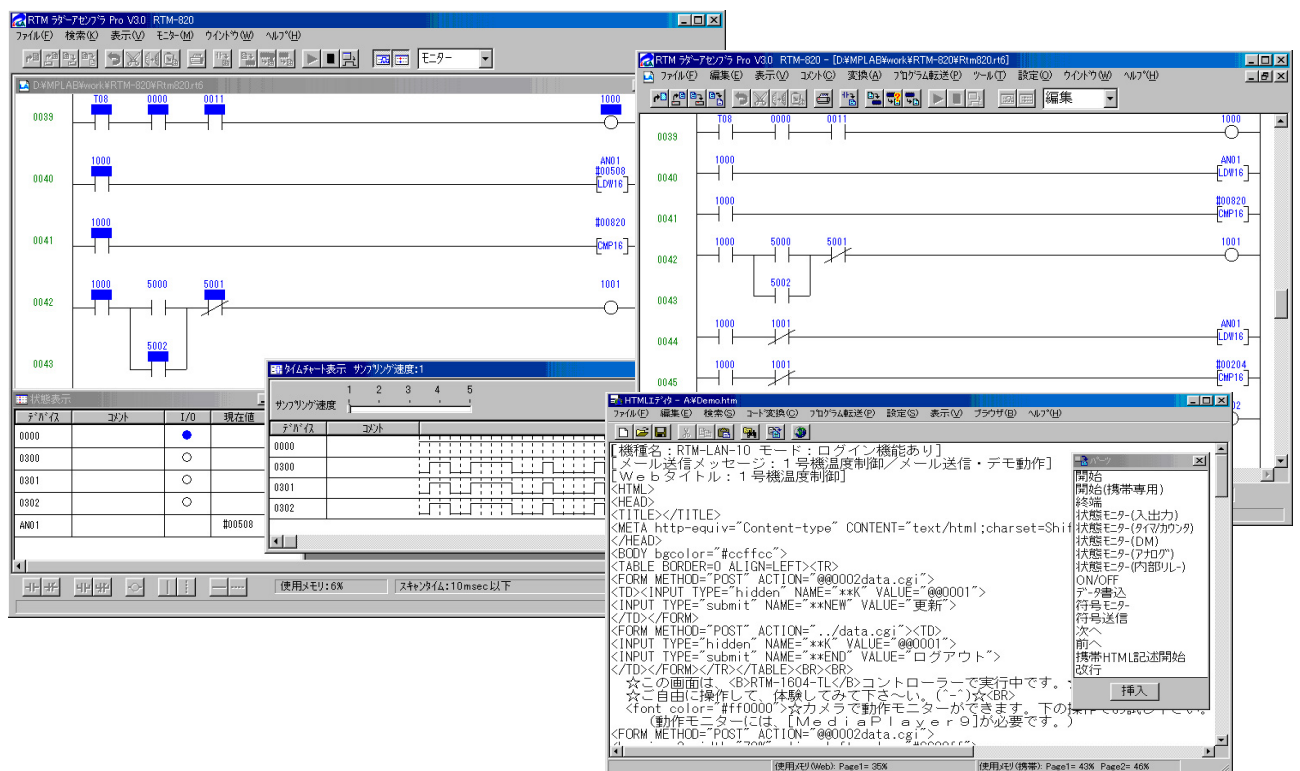 RTM ﾗﾀﾞｰｱｾﾝﾌﾞﾗ Pro V3.0 RTM-820
ﾌｧｲﾙ(F) 検索(K) 表示(V) ﾓﾆﾀｰ(M) ｳｲﾝﾄﾞｳ(W) ﾍﾙﾌﾟ(H)
モニター
D:¥MPLAB¥work¥RTM-820¥Rtm820.rt6
T08 0000 0011 1000
0039
1000 AN01
#00508
0040 LDW16
1000 #00820
0041 CMP16
1000 5000 5001 1001
0042
5002
0043
状態表示
ﾃﾞﾊﾞｲｽ ｺﾒﾝﾄ I/O 現在値
0000
0300
0301
0302
AN01 #00508
使用ﾒﾓﾘ:6% ｽｷｬﾝﾀｲﾑ:10msec以下
ﾀｲﾑﾁｬｰﾄ表示 ｻﾝﾌﾟﾘﾝｸﾞ速度:1
1 2 3 4 5
ｻﾝﾌﾟﾘﾝｸﾞ速度
ﾃﾞﾊﾞｲｽ ｺﾒﾝﾄ
0000
0300
0301
0302
RTM ﾗﾀﾞｰｱｾﾝﾌﾞﾗ Pro V3.0 RTM-820 - [D:¥MPLAB¥work¥RTM-820¥Rtm820.rt6]
ﾌｧｲﾙ(F) 編集(E) 表示(V) ｺﾒﾝﾄ(C) 変換(A) ﾌﾟﾛｸﾞﾗﾑ転送(P) ﾂｰﾙ(T) 設定(O) ｳｲﾝﾄﾞｳ(W) ﾍﾙﾌﾟ(H)
編集
T08 0000 0011 1000
0039
1000 AN01
0040 LDW16
1000 #00820
0041 CMP16
1000 5000 5001 1001
0042
5002
0043
1000 1001 AN01
0044 LDW16
1000 1001 #00204
0045 CMP16
HTMLｴﾃﾞｨﾀ - A:¥Demo.htm
ﾌｧｲﾙ(F) 編集(E) 検索(S) ｺｰﾄﾞ変換(C) ﾌﾟﾛｸﾞﾗﾑ転送(P) 設定(S) 表示(V) ブラウザ(B) ﾍﾙﾌﾟ(H)
[機種名：RTM-LAN-10 モード：ログイン機能あり]
[メール送信メッセージ：１号機温度制御／メール送信・デモ動作]
[Ｗｅｂタイトル：１号機温度制御]
<HTML>
<HEAD>
<TITLE></TITLE>
<META http-equiv="Content-type" CONTENT="text/html;charset=Shif
</HEAD>
<BODY bgcolor="#ccffcc">
<TABLE BORDER=0 ALIGN=LEFT><TR>
<FORM METHOD="POST" ACTION="@@0002data.cgi">
<TD><INPUT TYPE="hidden" NAME="**K" VALUE="@@0001">
<INPUT TYPE="submit" NAME="**NEW" VALUE="更新">
</TD></FORM>
<FORM METHOD="POST" ACTION="../data.cgi"><TD>
<INPUT TYPE="hidden" NAME="**K" VALUE="@@0001">
<INPUT TYPE="submit" NAME="**END" VALUE="ログアウト">
</TD></FORM></TR></TABLE><BR><BR>
☆この画面は、<B>RTM-1604-TL</B>コントローラーで実行中です。
☆ご自由に操作して、体験してみて下さ～い。(^-^)☆<BR>
<font color="#ff0000">☆カメラで動作モニターができます。下の
(動作モニターには、[ＭｅｄｉａＰｌａｙｅｒ９]が必要です。)
<FORM METHOD="POST" ACTION="@@0002data.cgi">
使用ﾒﾓﾘ(Web): Page1= 35% 使用ﾒﾓﾘ(携帯): Page1= 43% Page2= 46%
ﾊﾟｰﾂ
開始
開始(携帯専用)
終端
状態ﾓﾆﾀｰ(入出力)
状態ﾓﾆﾀｰ(ﾀｲﾏ/ｶｳﾝﾀ)
状態ﾓﾆﾀｰ(DM)
状態ﾓﾆﾀｰ(ｱﾅﾛｸﾞ)
状態ﾓﾆﾀｰ(内部ﾘﾚｰ)
ON/OFF
ﾃﾞｰﾀ書込
符号ﾓﾆﾀｰ
符号送信
次へ
前へ
携帯HTML記述開始
改行
挿入